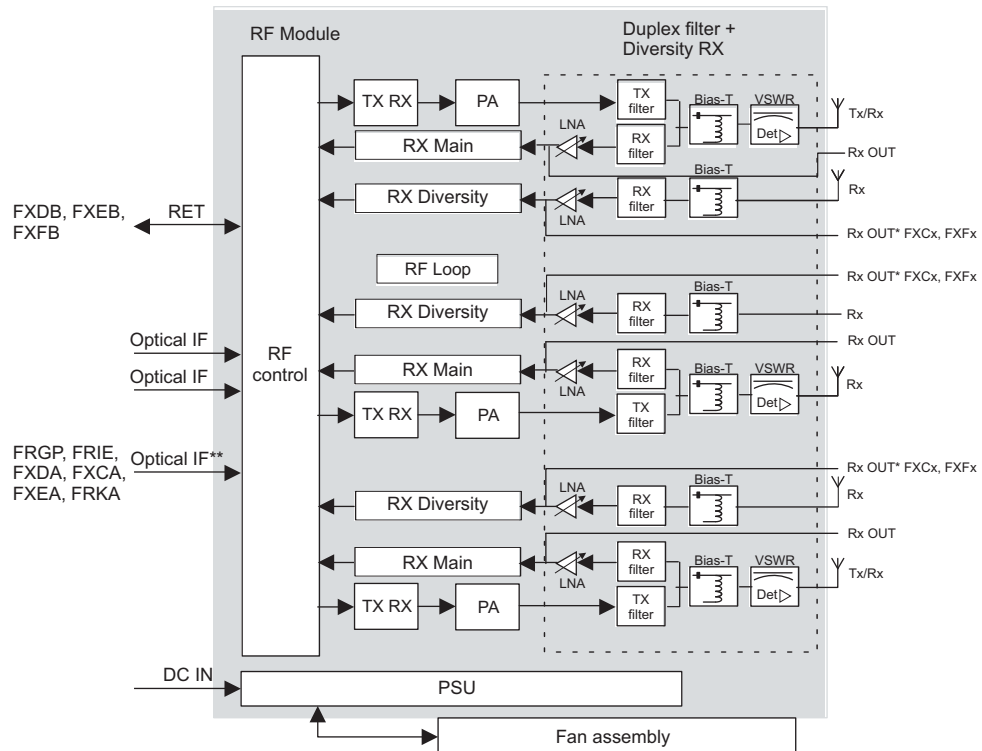 RF Module
Duplex filter +
Diversity RX
TX RX
PA
TX
filter
Bias-T
VSWR
Det
Tx/Rx
LNA
RX Main
RX
filter
Rx OUT
RX Diversity
LNA
RX
filter
Bias-T
Rx
FXDB, FXEB,
FXFB
RET
Rx OUT* FXCx, FXFx
RF Loop
Rx OUT* FXCx, FXFx
RX Diversity
LNA
RX
filter
Bias-T
Rx
Optical IF
Rx OUT
RF
control
RX Main
LNA
RX
filter
Bias-T
VSWR
Det
Rx
Optical IF
TX RX
PA
TX
filter
FRGP, FRIE,
FXDA, FXCA,
FXEA, FRKA
Optical IF**
Rx OUT* FXCx, FXFx
RX Diversity
LNA
RX
filter
Bias-T
Rx
Rx OUT
RX Main
LNA
RX
filter
Bias-T
VSWR
Det
Tx/Rx
TX RX
PA
TX
filter
DC IN
PSU
Fan assembly